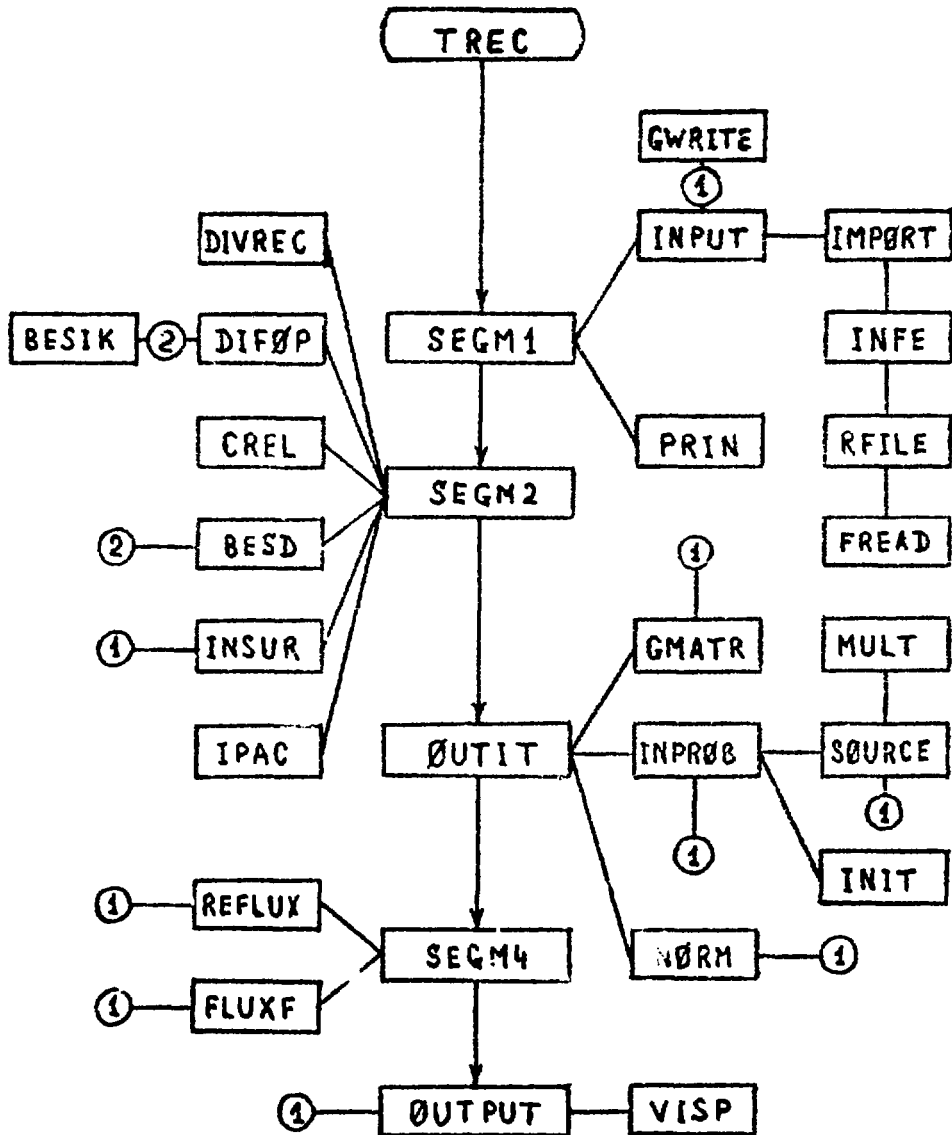 TREC
GWRITE
1
DIVREC
INPUT
IMPØRT
BESIK
2
DIFØP
SEGM1
INFE
CREL
PRIN
RFILE
SEGM2
2
BESD
FREAD
1
1
INSUR
GMATR
MULT
IPAC
ØUTIT
INPRØB
SØURCE
1
1
INIT
1
REFLUX
SEGM4
NØRM
1
1
FLUXF
1
ØUTPUT
VISP